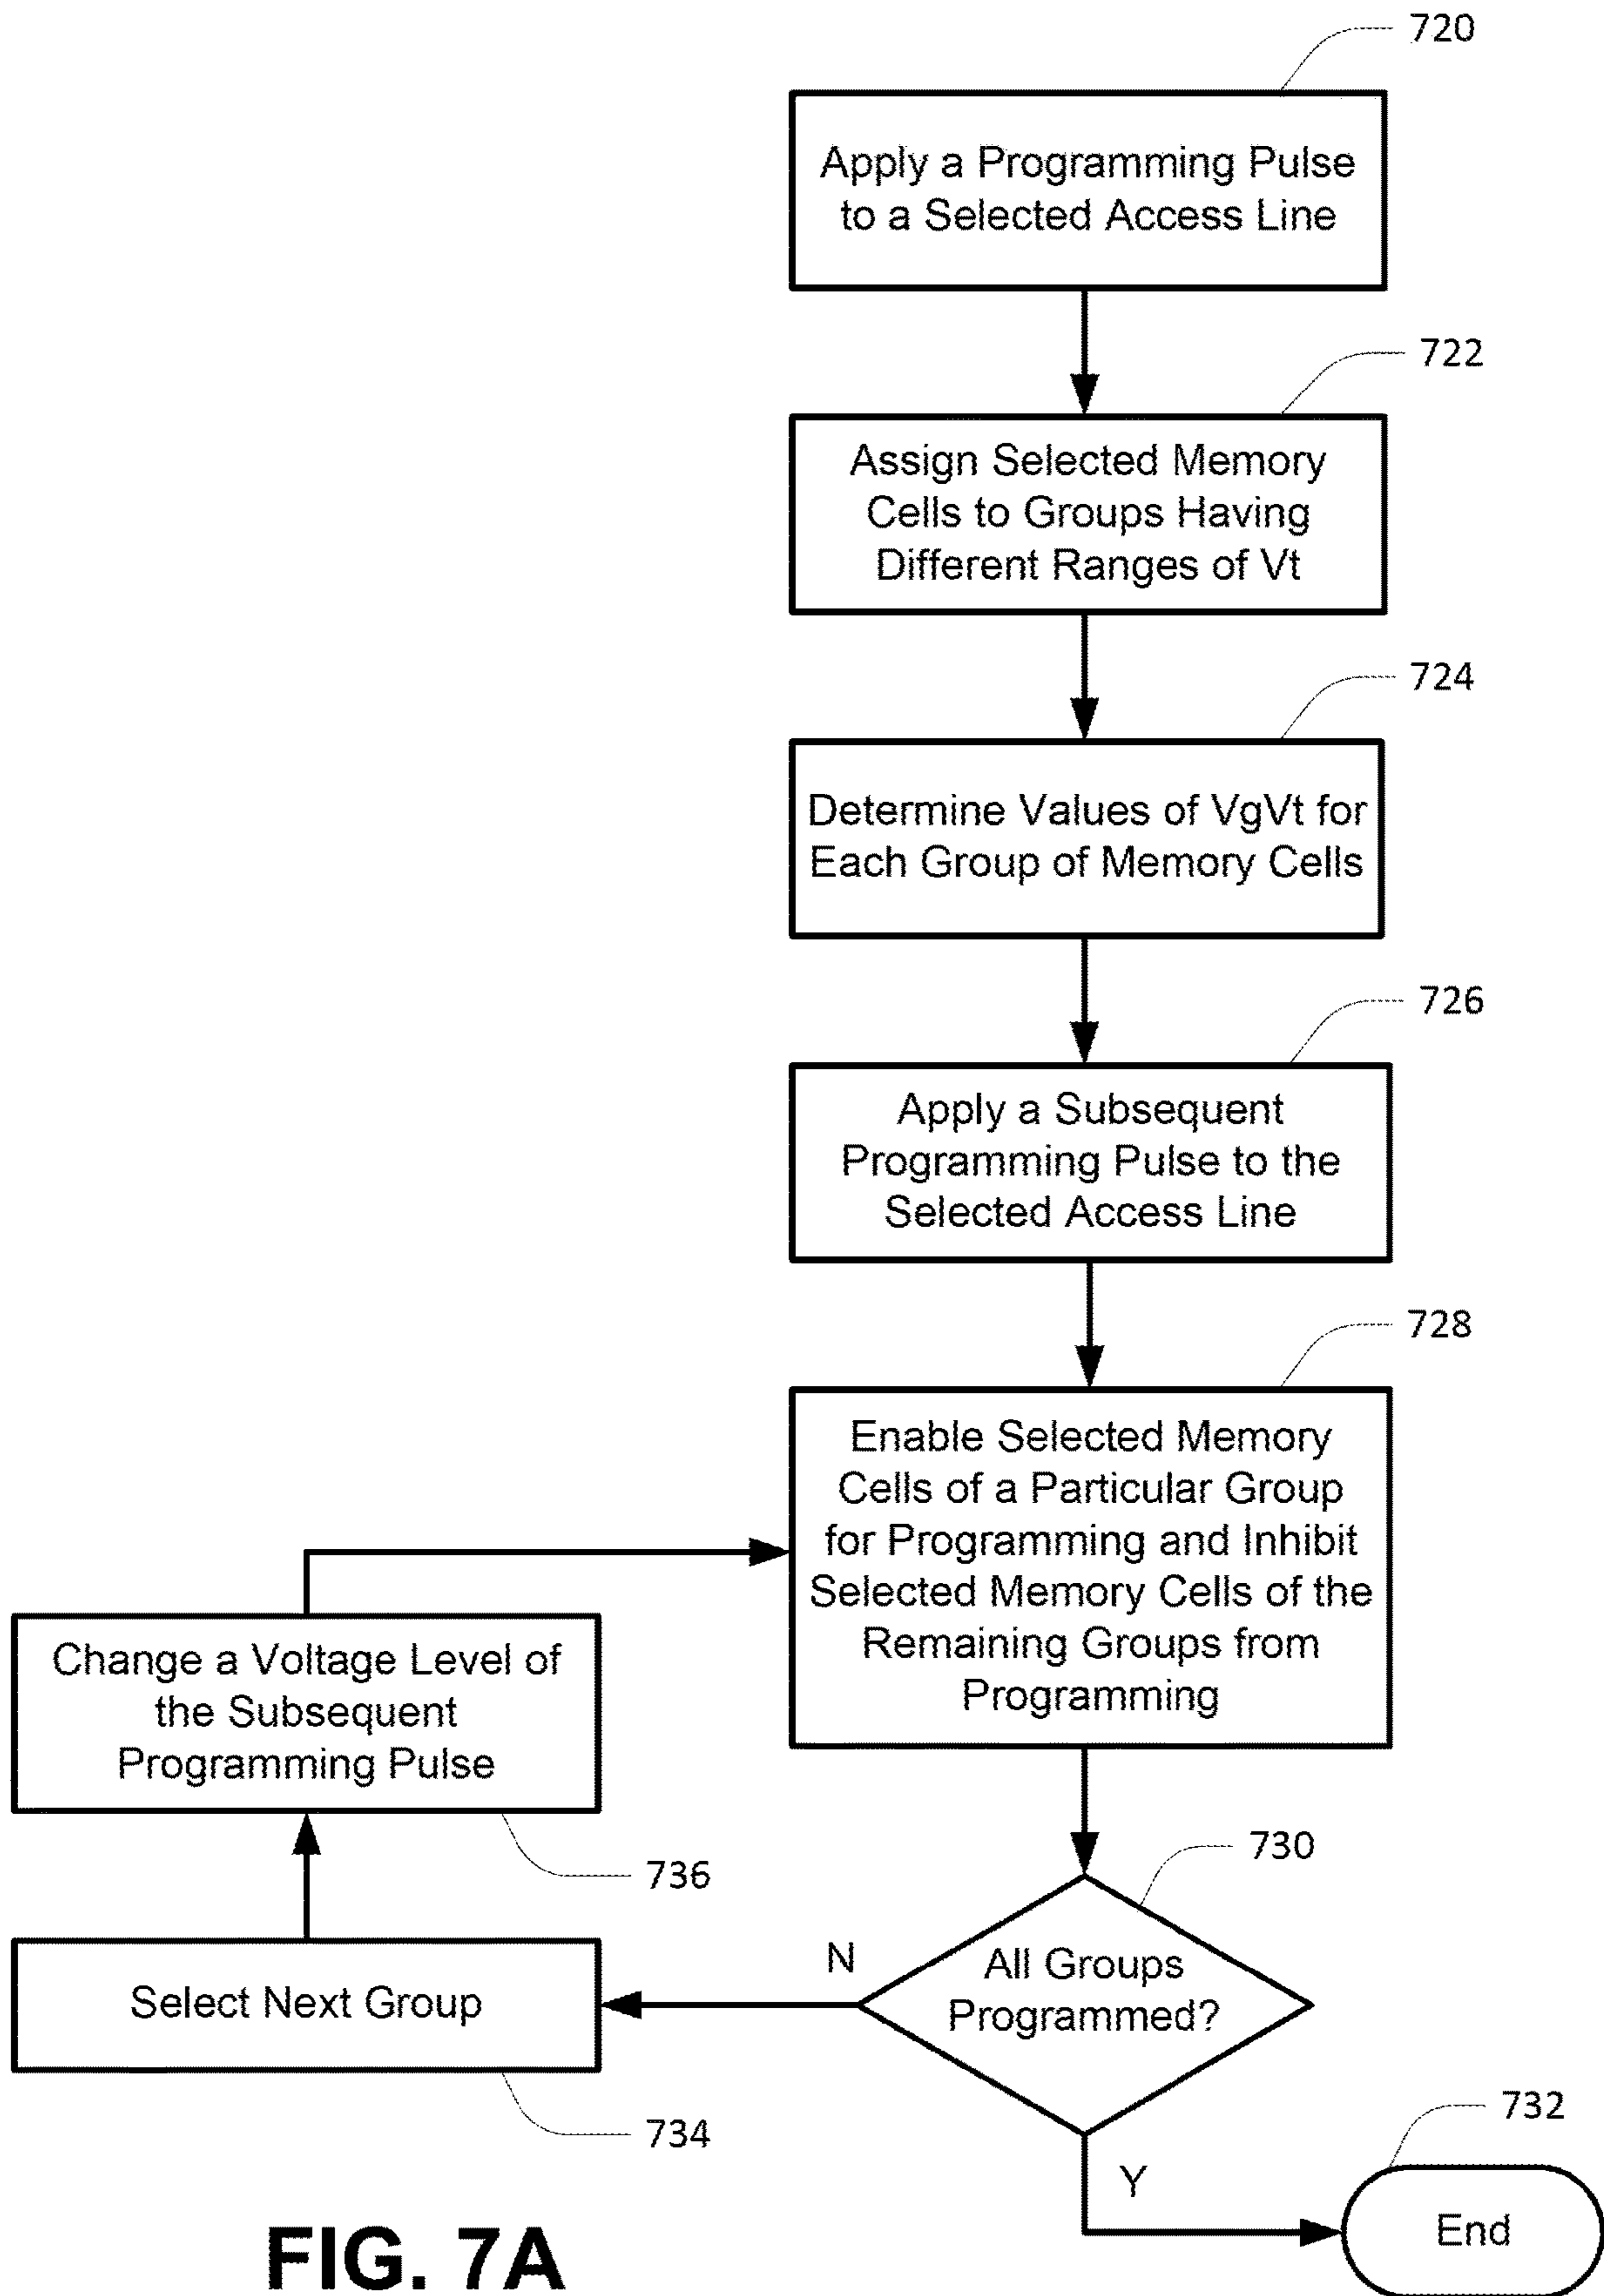 720
Apply a Programming Pulse
to a Selected Access Line
722
Assign Selected Memory
Cells to Groups Having
Different Ranges of Vt
724
Determine Values of VgVt for
Each Group of Memory Cells
726
Apply a Subsequent
Programming Pulse to the
Selected Access Line
728
Enable Selected Memory
Cells of a Particular Group
for Programming and Inhibit
Selected Memory Cells of the
Remaining Groups from
Programming
Change a Voltage Level of
the Subsequent
Programming Pulse
736
730
All Groups
Programmed?
N
Select Next Group
734
Y
732
End
FIG. 7A